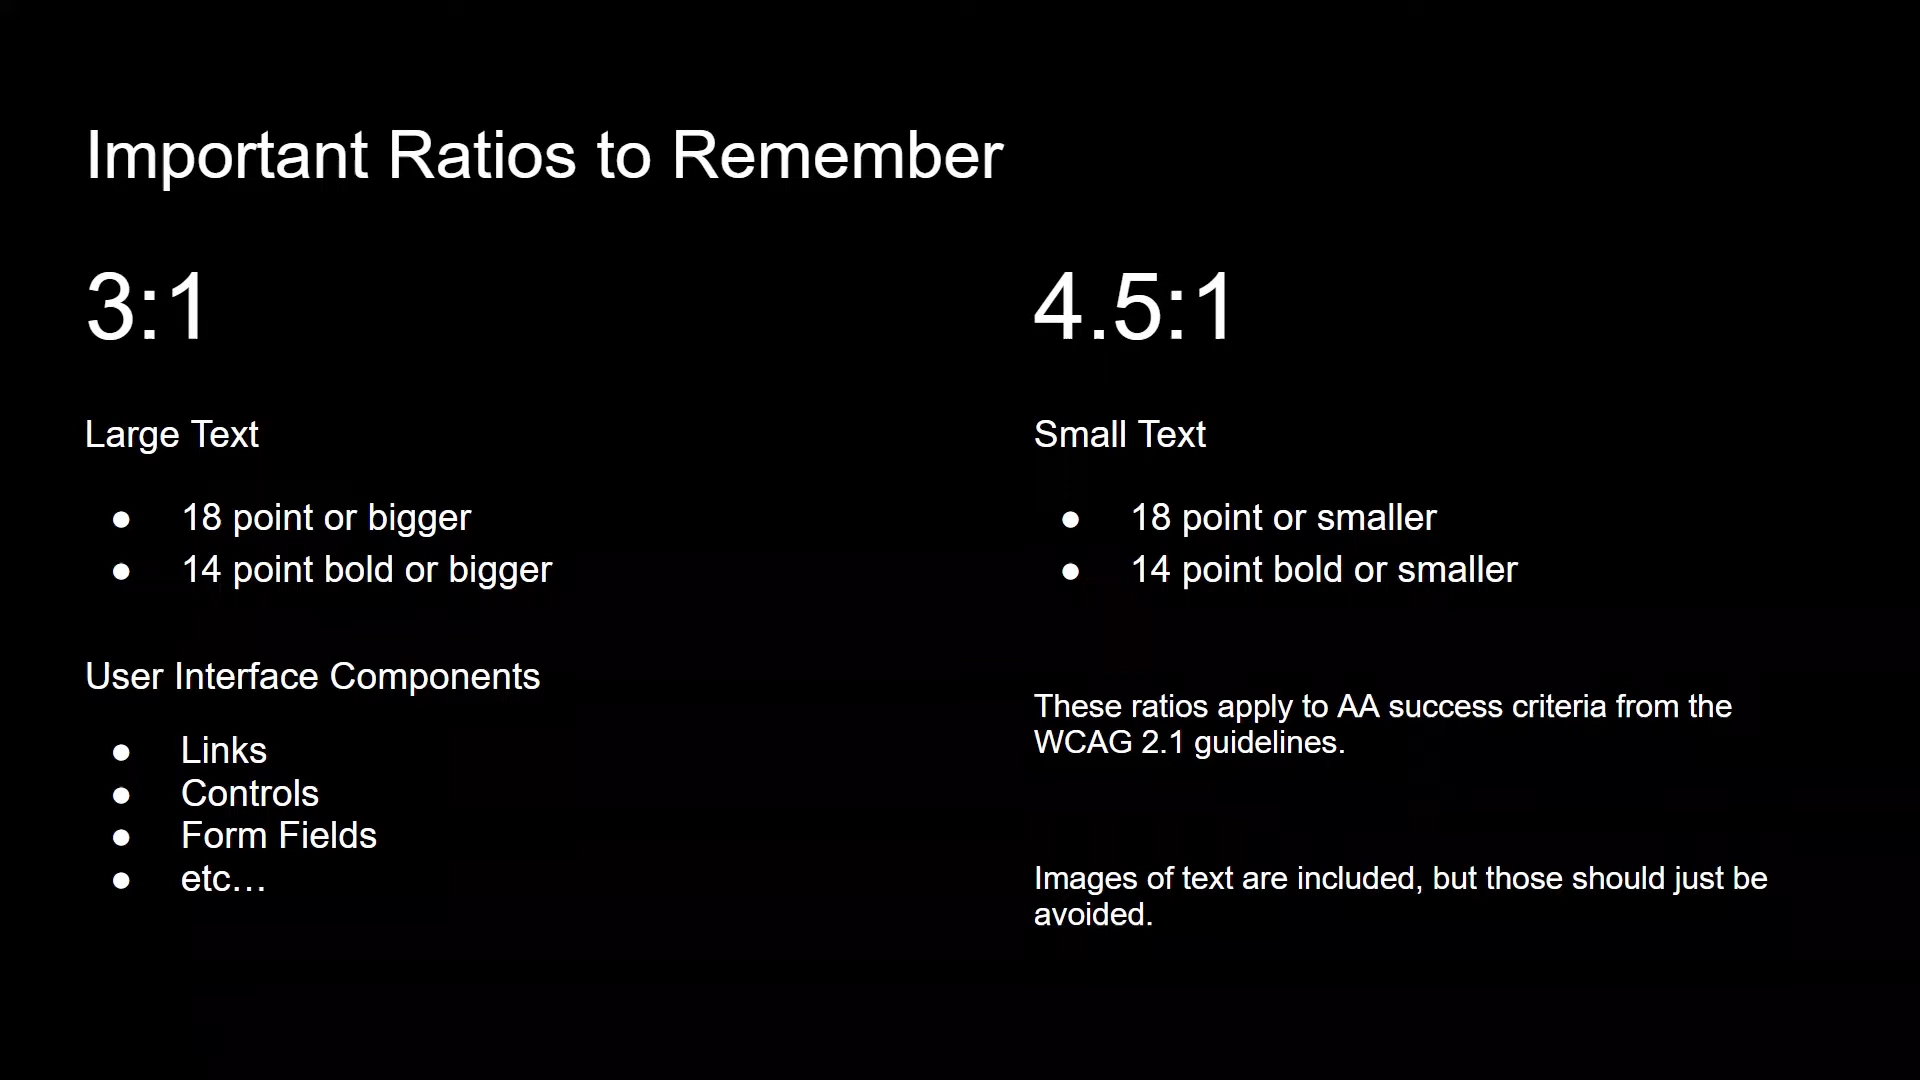 Important Ratios to Remember
3:1
Large Text
● 18 point or bigger
● 14 point bold or bigger
User Interface Components
● Links
● Controls
● Form Fields
● etc…
4.5:1
Small Text
● 18 point or smaller
● 14 point bold or smaller
These ratios apply to AA success criteria from the
WCAG 2.1 guidelines.
Images of text are included, but those should just be
avoided.